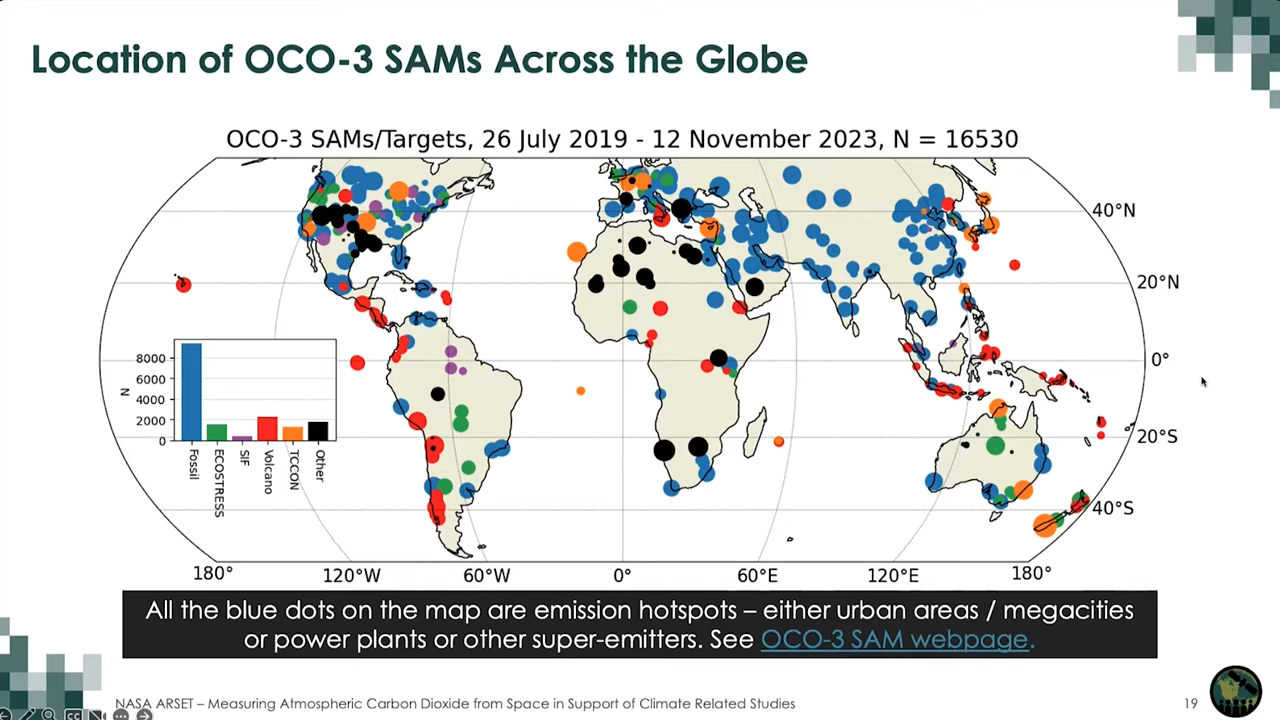 Location of OCO-3 SAMs Across the Globe
OCO-3 SAMs/Targets, 26 July 2019 - 12 November 2023, N = 16530
40°N
20°N
0°
20°S
40°S
8000
6000
4000
2000
0
N
Fossil
ECOSTRESS
SIF
Volcano
TCCON
Other
180°
120°W
60°W
0°
60°E
120°E
180°
All the blue dots on the map are emission hotspots – either urban areas / megacities
or power plants or other super-emitters. See OCO-3 SAM webpage.
NASA ARSET – Measuring Atmospheric Carbon Dioxide from Space in Support of Climate Related Studies
19